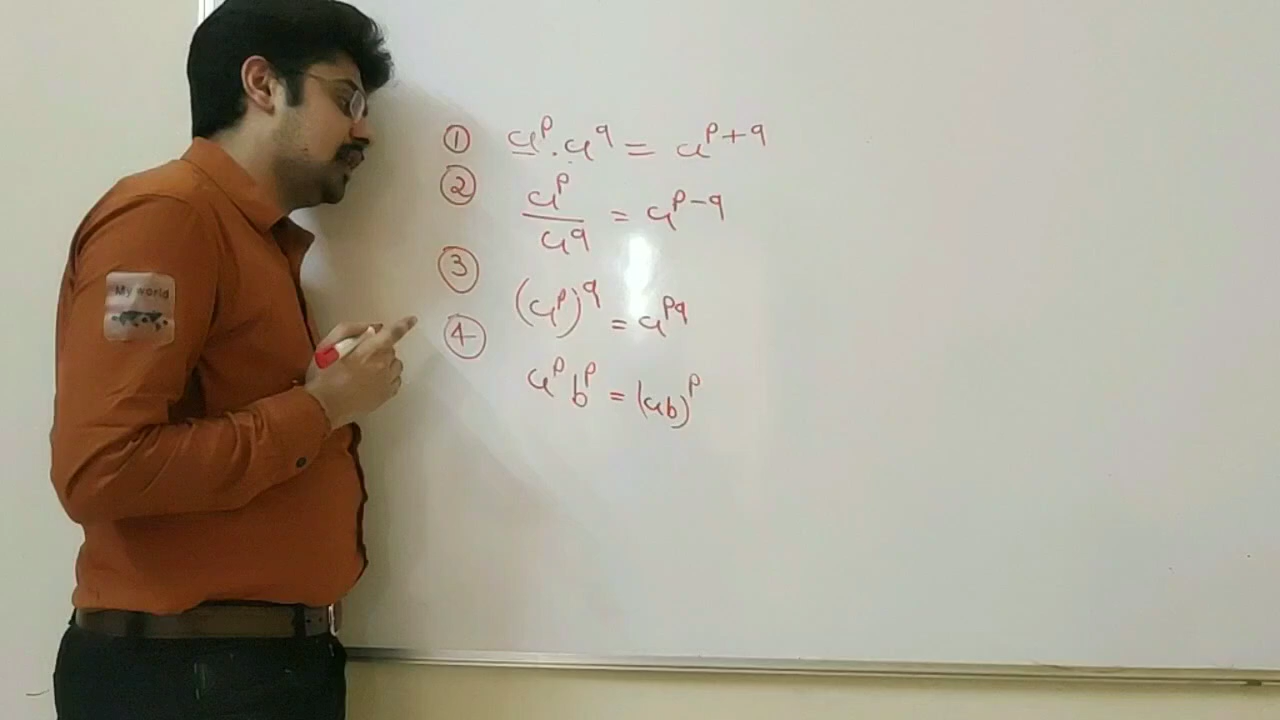 My world
① a^p . a^q = a^{p+q}
② a^p / a^q = a^{p-q}
③ (a^p)^q = a^{pq}
④ a^p b^p = (ab)^p